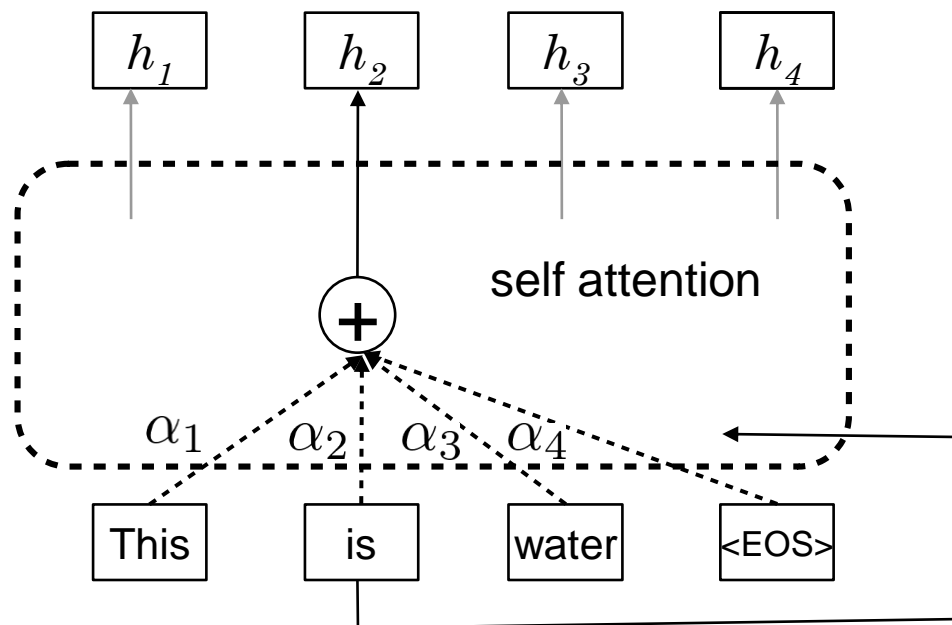 h₁ h₂ h₃ h₄
self attention
+
α₁ α₂ α₃ α₄
This is water <EOS>